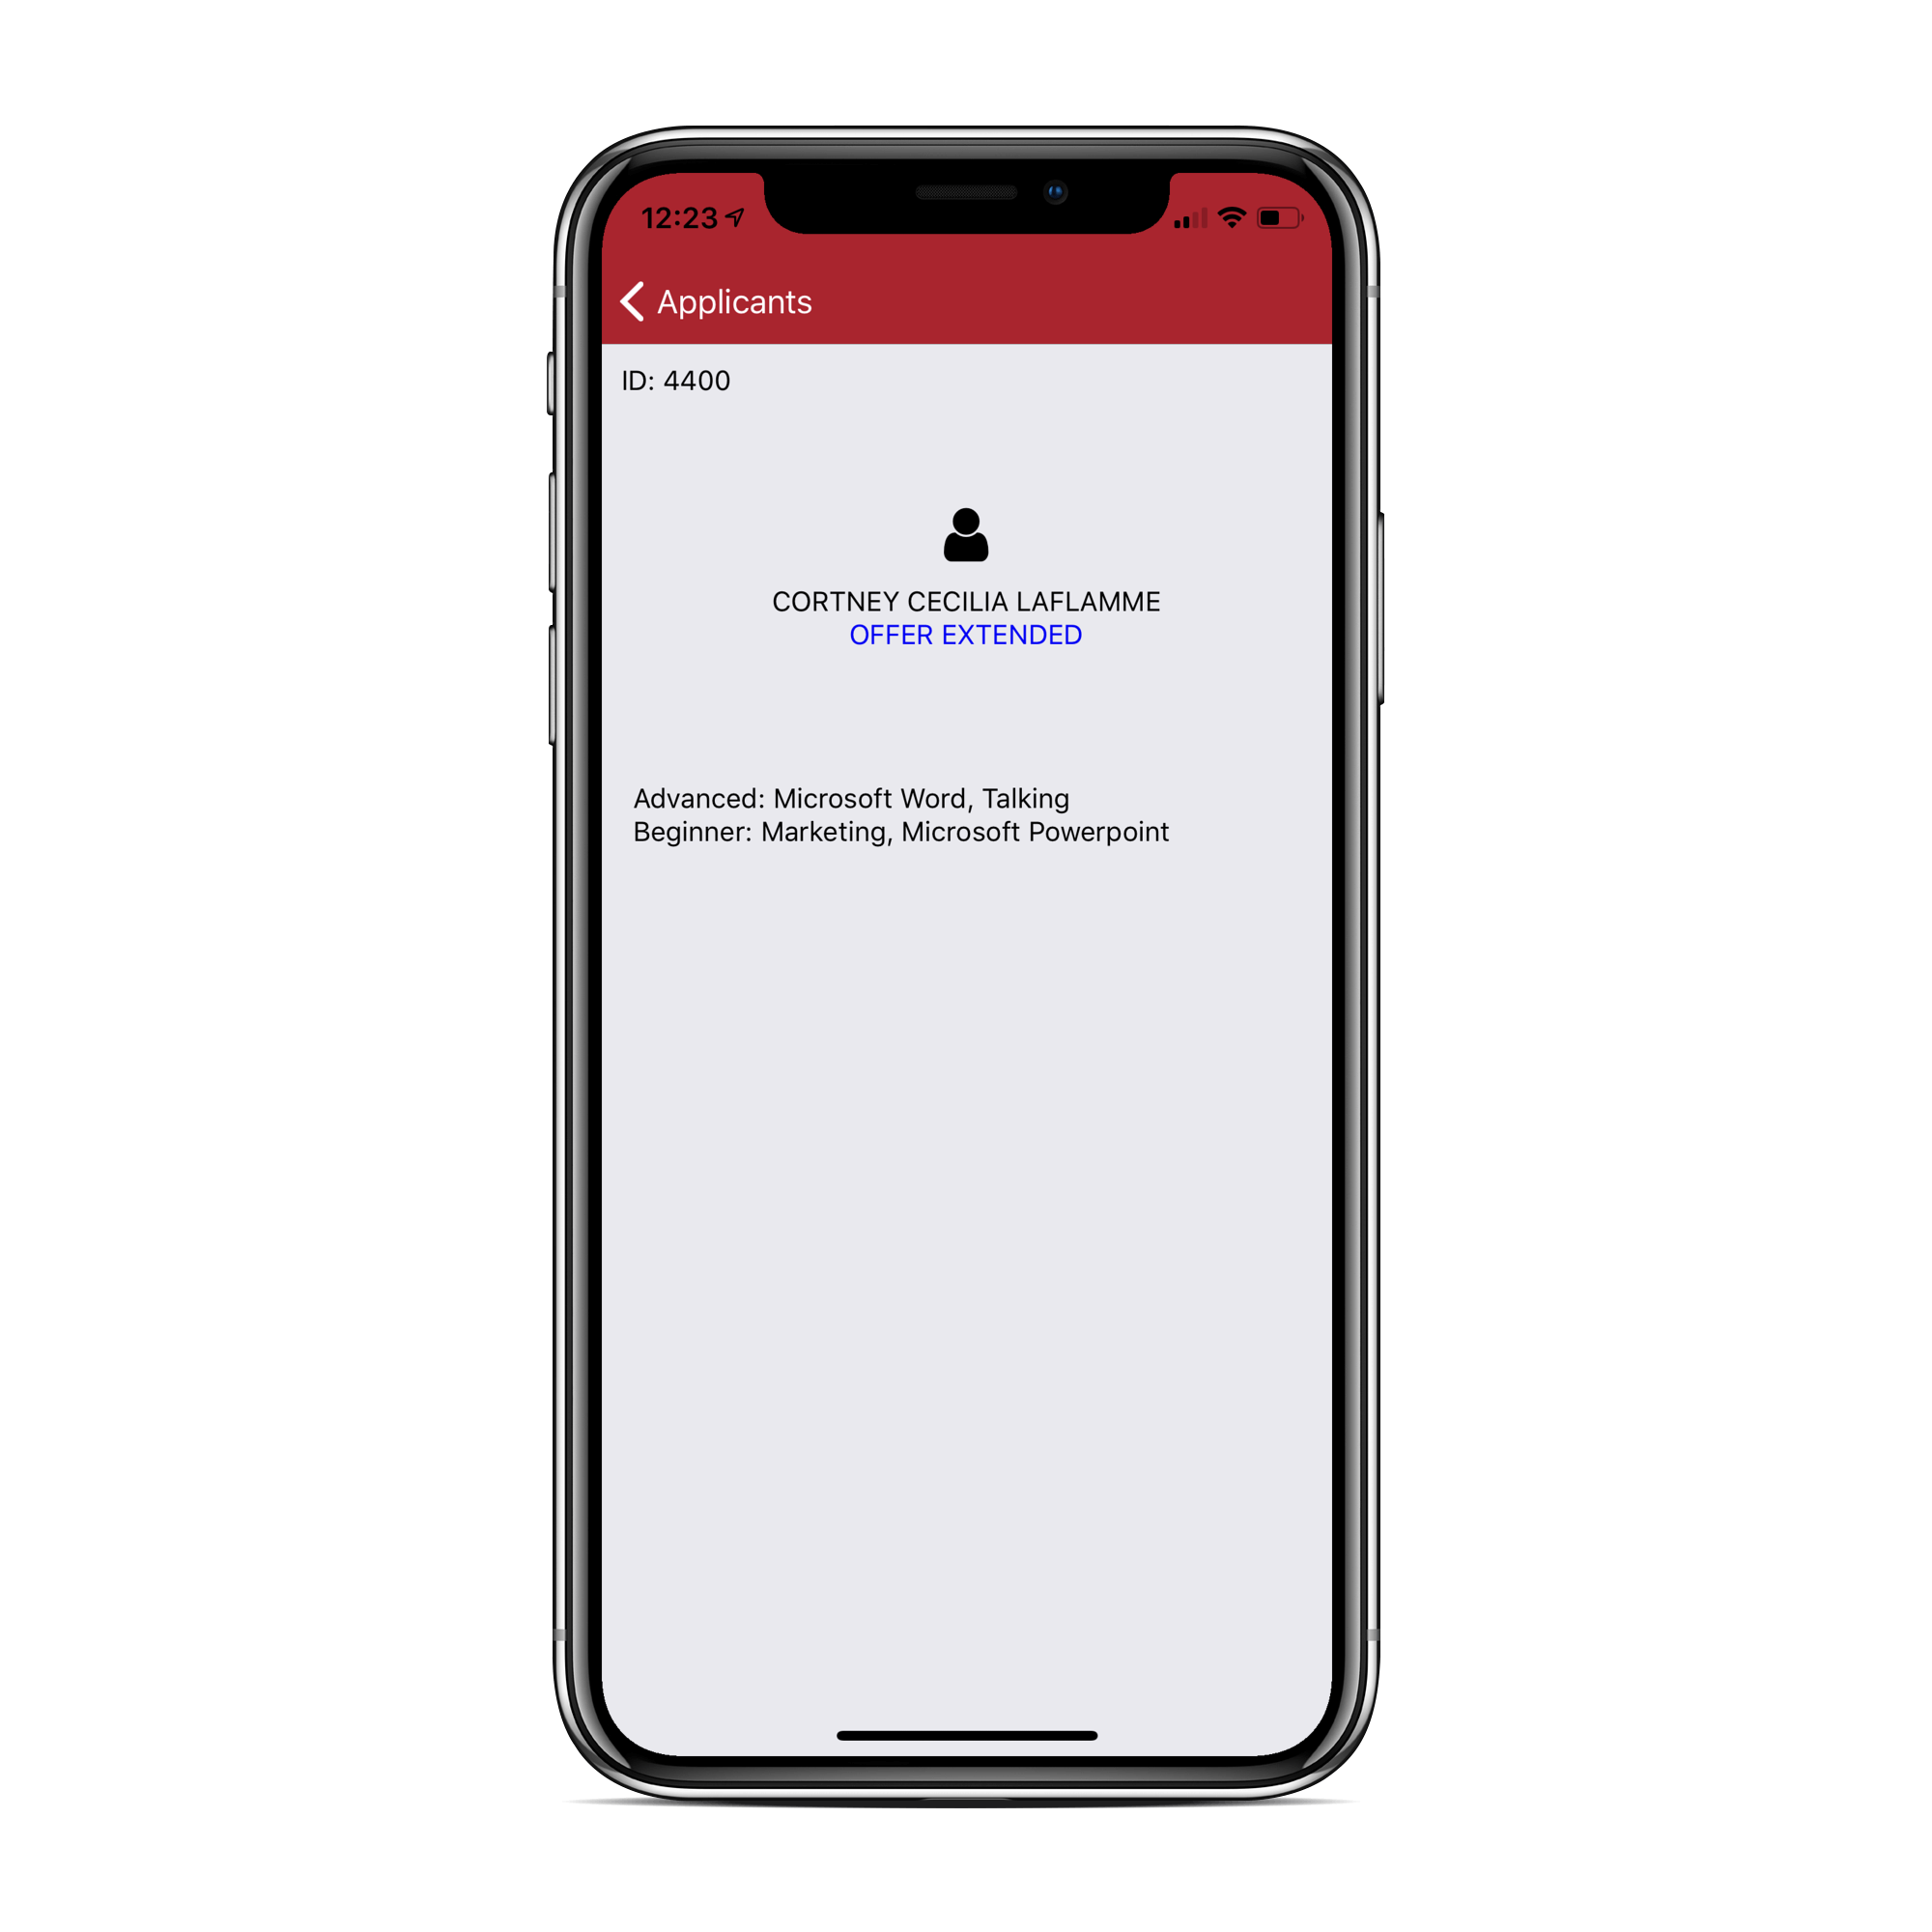 12:23
Applicants
ID: 4400
CORTNEY CECILIA LAFLAMME
OFFER EXTENDED
Advanced: Microsoft Word, Talking
Beginner: Marketing, Microsoft Powerpoint